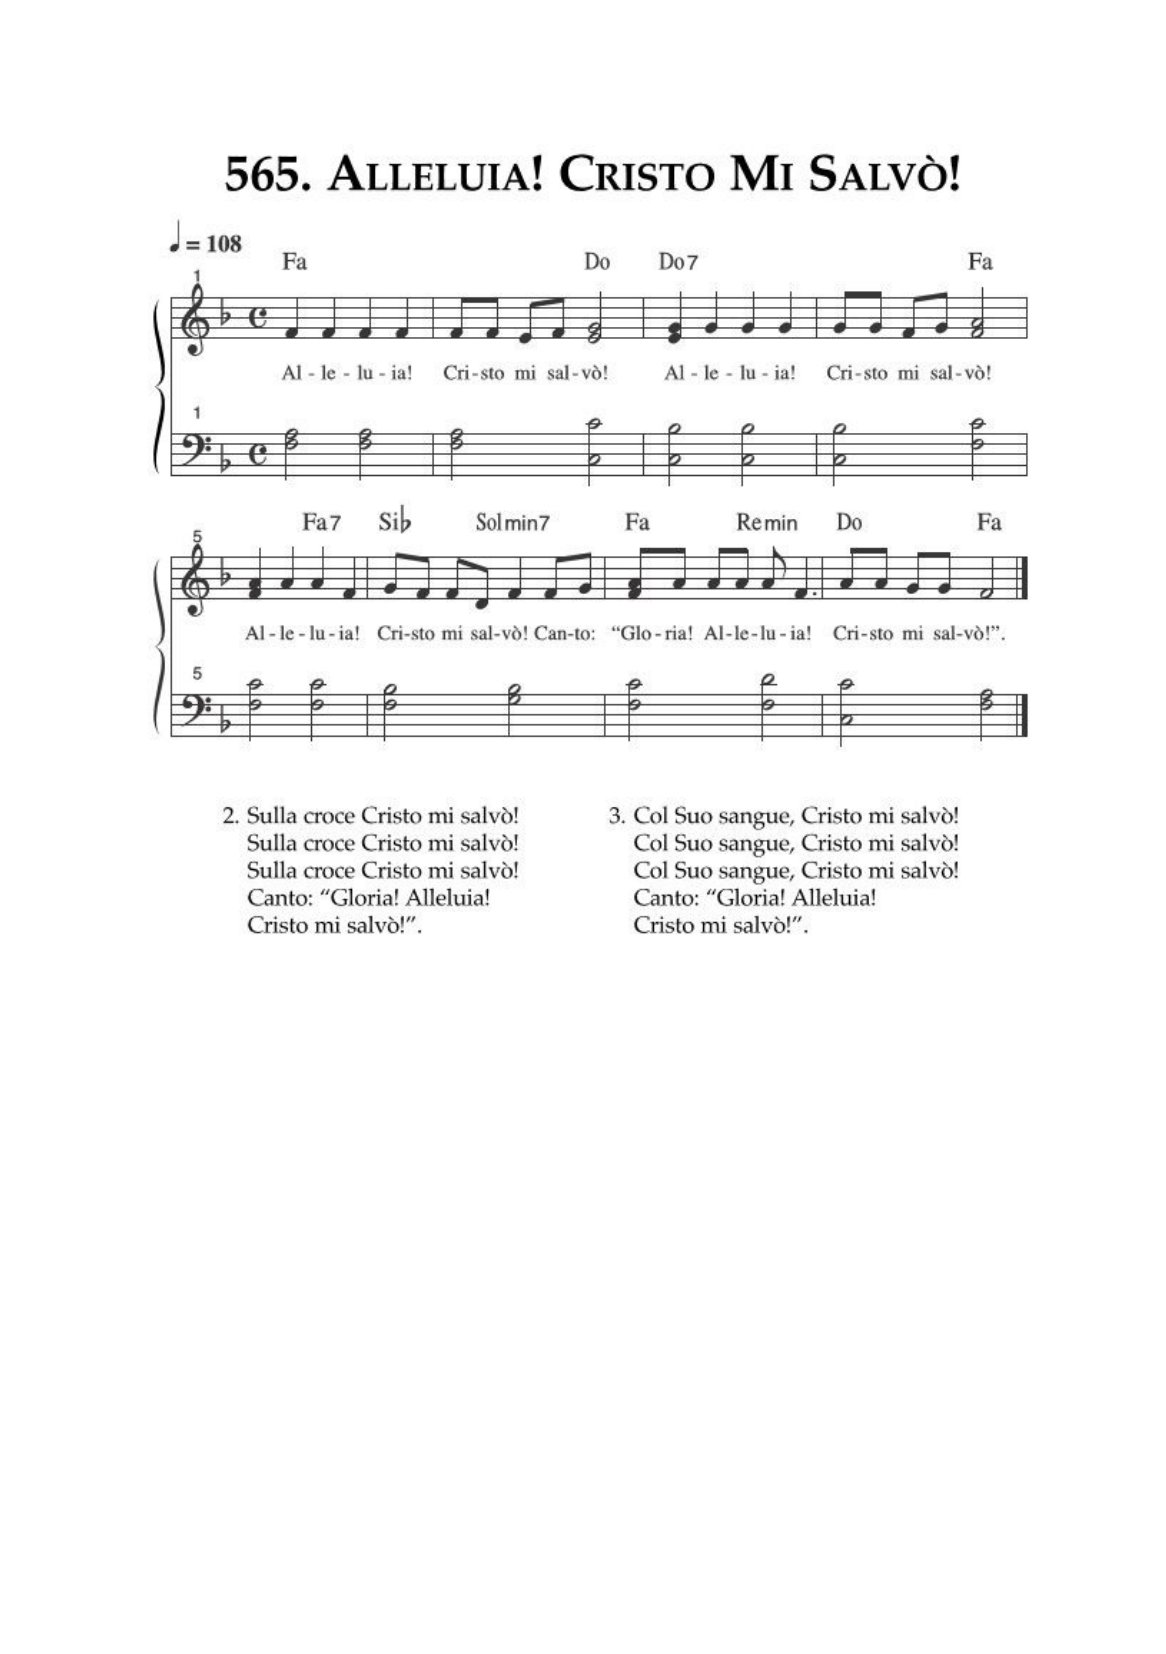 565. Alleluia! Cristo Mi Salvò!
♩ = 108
Fa Do Do7 Fa
1
Al - le - lu - ia! Cri - sto mi sal - vò! Al - le - lu - ia! Cri - sto mi sal - vò!
1
Fa7 Si♭ Solmin7 Fa Remin Do Fa
5
Al - le - lu - ia! Cri - sto mi sal - vò! Can - to: “Glo - ria! Al - le - lu - ia! Cri - sto mi sal - vò!”.
5
2. Sulla croce Cristo mi salvò!
Sulla croce Cristo mi salvò!
Sulla croce Cristo mi salvò!
Canto: “Gloria! Alleluia!
Cristo mi salvò!”.
3. Col Suo sangue, Cristo mi salvò!
Col Suo sangue, Cristo mi salvò!
Col Suo sangue, Cristo mi salvò!
Canto: “Gloria! Alleluia!
Cristo mi salvò!”.